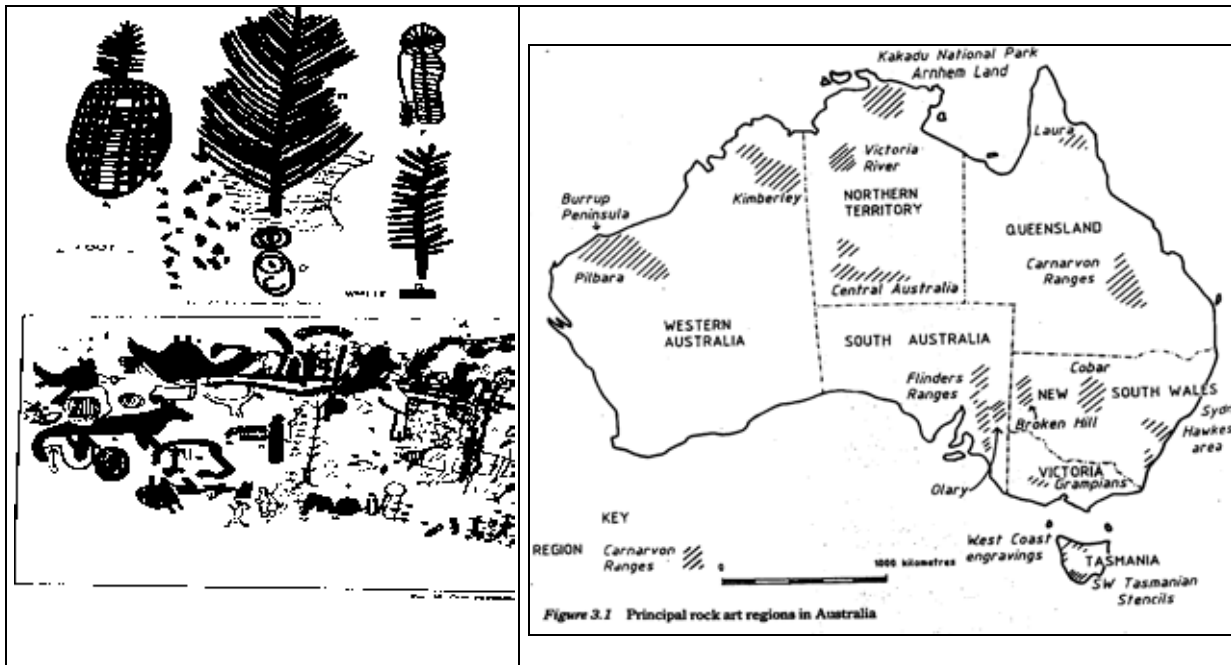 Kakadu National Park
Arnhem Land
Laura
Victoria
River
Kimberley
NORTHERN
TERRITORY
Burrup
Peninsula
QUEENSLAND
Pilbara
Carnarvon
Ranges
Central Australia
WESTERN
AUSTRALIA
SOUTH AUSTRALIA
Cobar
Flinders
Ranges
NEW SOUTH WALES
Broken Hill
Hawkes
area
VICTORIA
Grampians
Olary
KEY
REGION
Carnarvon
Ranges
0
1000 kilometres
West Coast
engravings
TASMANIA
SW Tasmanian
Stencils
Figure 3.1 Principal rock art regions in Australia